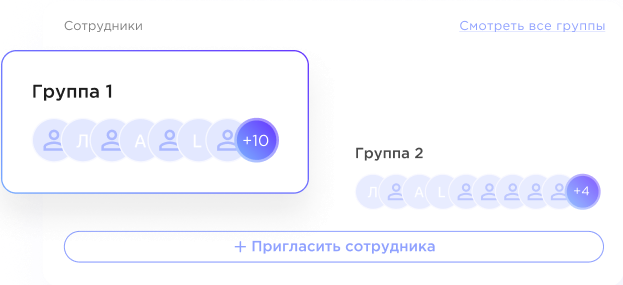 Сотрудники
Смотреть все группы
Группа 1
Л А L +10
Группа 2
Л А L +4
+ Пригласить сотрудника